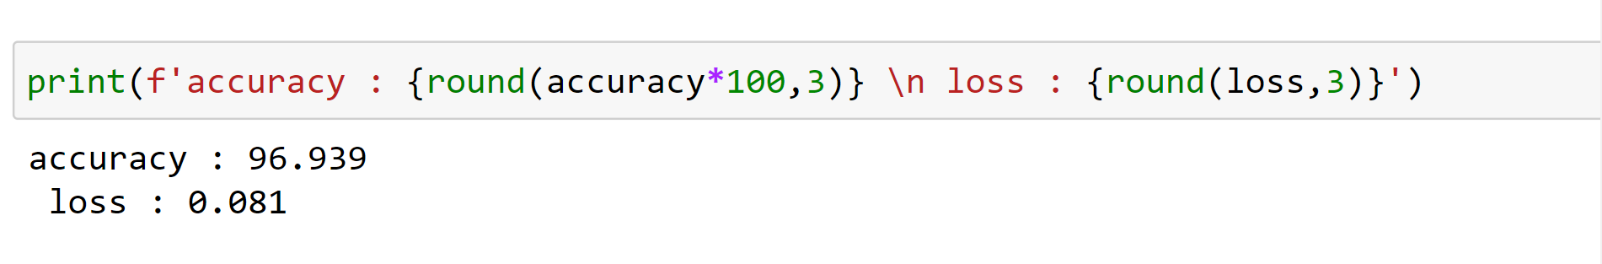 print(f'accuracy : {round(accuracy*100,3)} \n loss : {round(loss,3)}')
accuracy : 96.939
 loss : 0.081